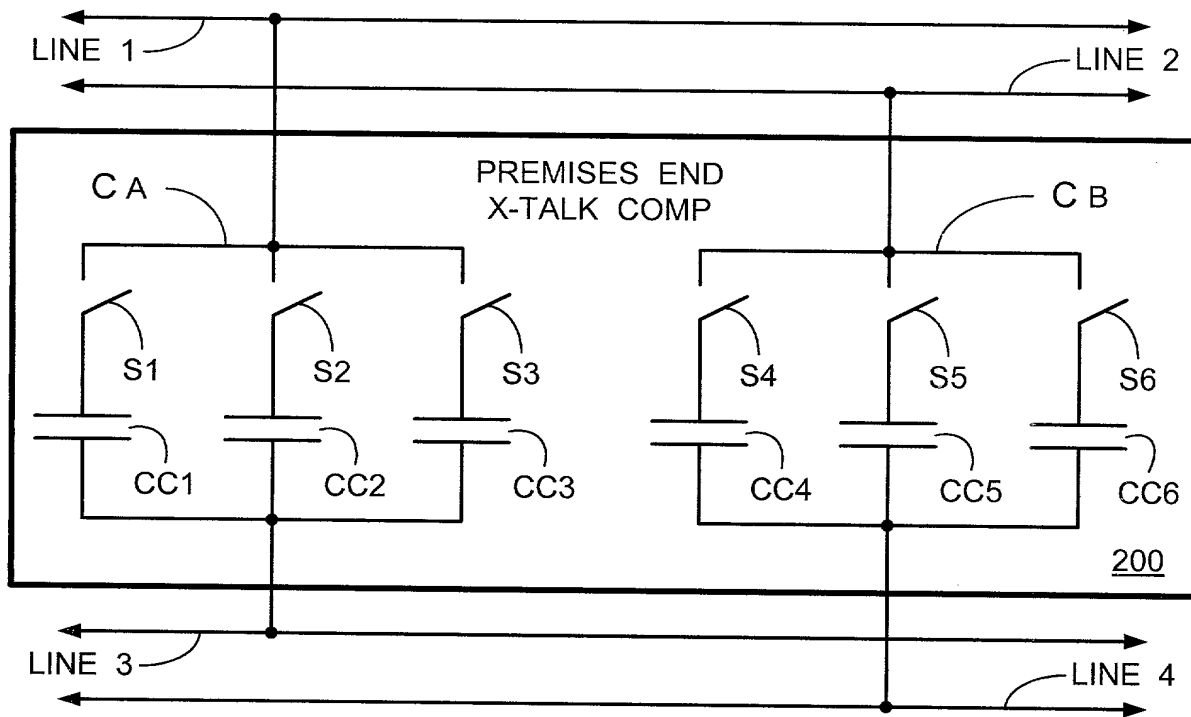 LINE 1
LINE 2
PREMISES END
X-TALK COMP
C A
C B
S1
S2
S3
S4
S5
S6
CC1
CC2
CC3
CC4
CC5
CC6
200
LINE 3
LINE 4